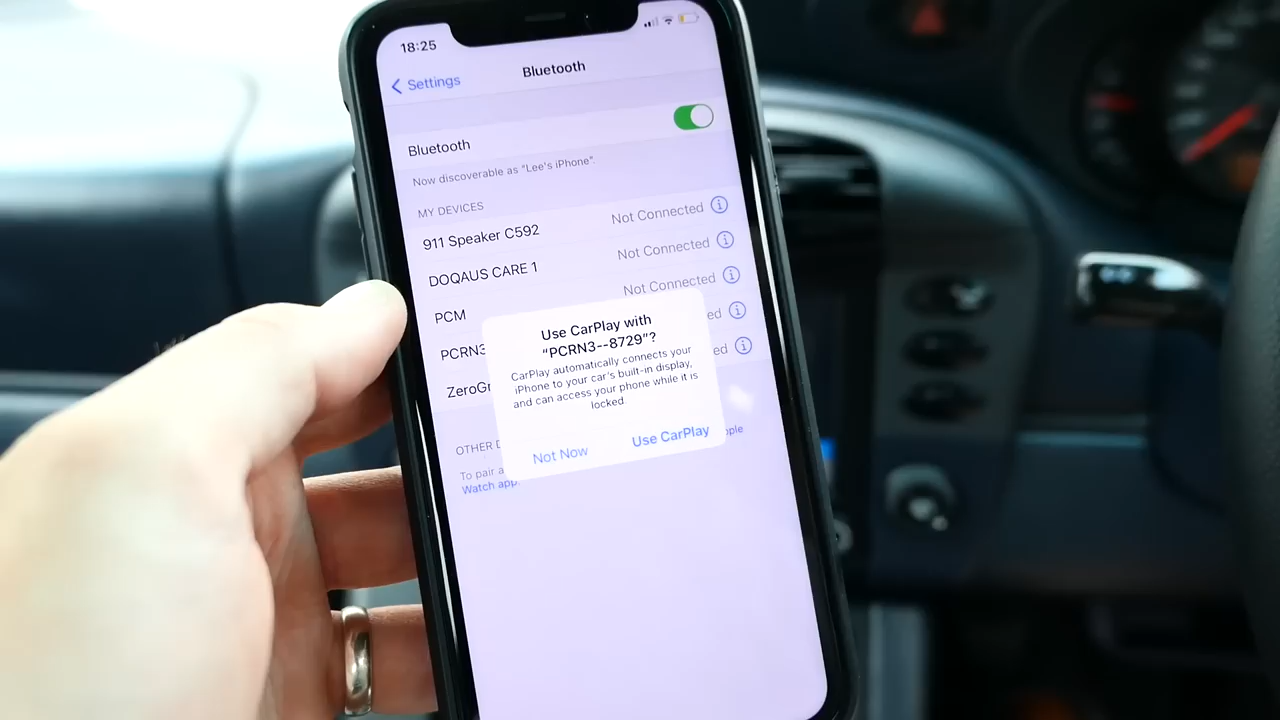 18:25
Settings
Bluetooth
Bluetooth
Now discoverable as “Lee's iPhone”.
MY DEVICES
911 Speaker C592 Not Connected
DOQAUS CARE 1 Not Connected
PCM Not Connected
PCRN3
ZeroGr
Use CarPlay with
“PCRN3--8729”?
CarPlay automatically connects your
iPhone to your car's built-in display,
and can access your phone while it is
locked
Not Now Use CarPlay
OTHER
To pair a
Watch app.